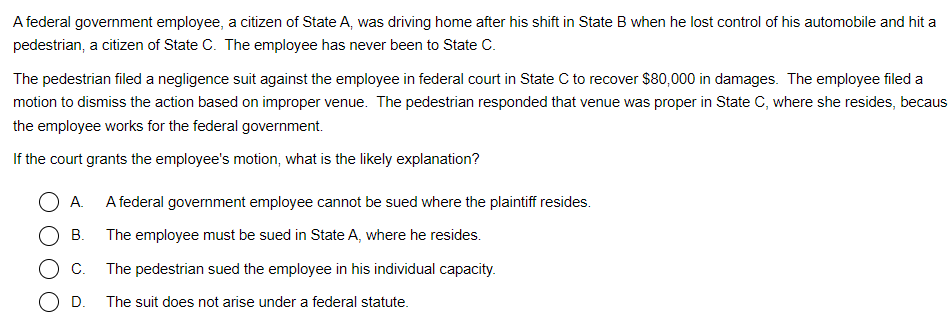 A federal government employee, a citizen of State A, was driving home after his shift in State B when he lost control of his automobile and hit a
pedestrian, a citizen of State C. The employee has never been to State C.
The pedestrian filed a negligence suit against the employee in federal court in State C to recover $80,000 in damages. The employee filed a
motion to dismiss the action based on improper venue. The pedestrian responded that venue was proper in State C, where she resides, becaus
the employee works for the federal government.
If the court grants the employee's motion, what is the likely explanation?
A. A federal government employee cannot be sued where the plaintiff resides.
B. The employee must be sued in State A, where he resides.
C. The pedestrian sued the employee in his individual capacity.
D. The suit does not arise under a federal statute.